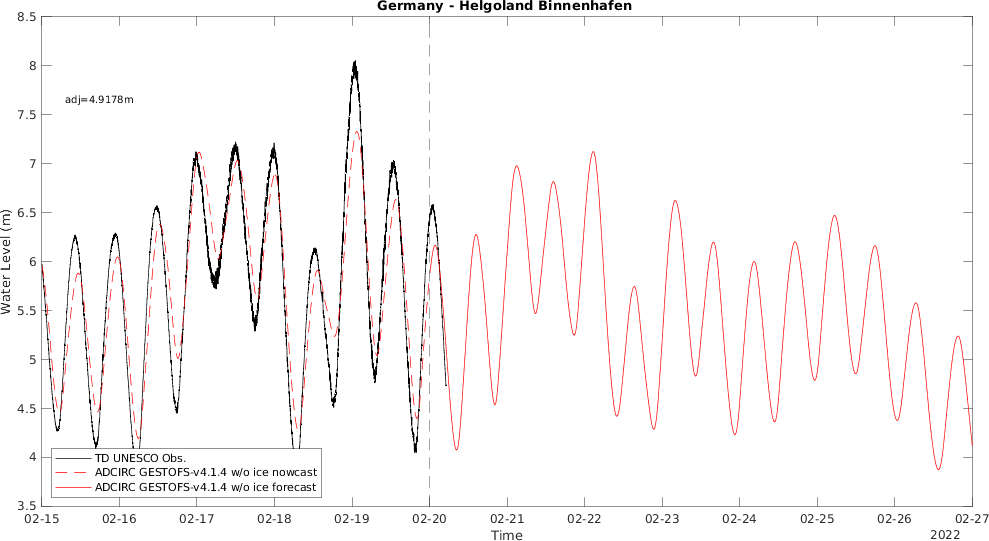 Germany - Helgoland Binnenhafen
8.5
8
7.5
7
6.5
6
5.5
5
4.5
4
3.5
Water Level (m)
adj=4.9178m
TD UNESCO Obs.
ADCIRC GESTOFS-v4.1.4 w/o ice nowcast
ADCIRC GESTOFS-v4.1.4 w/o ice forecast
02-15 02-16 02-17 02-18 02-19 02-20 02-21 02-22 02-23 02-24 02-25 02-26 02-27
Time
2022